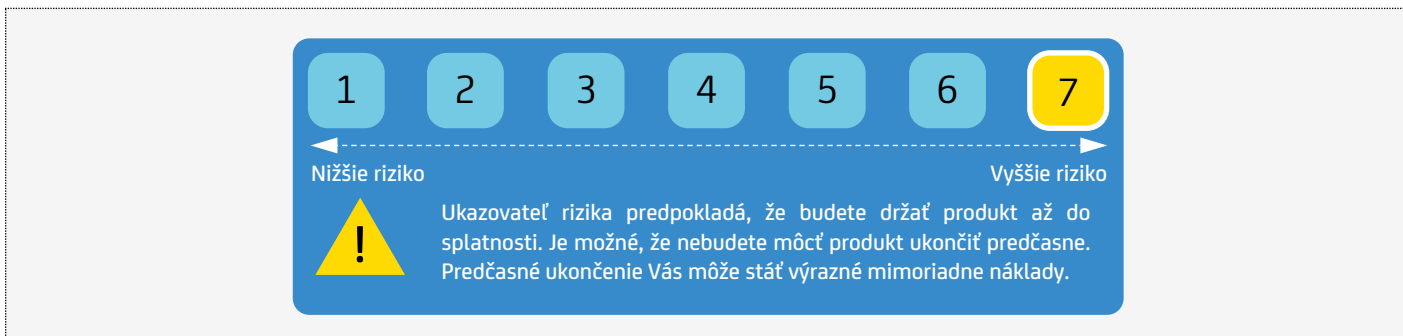 1 2 3 4 5 6 7
Nižšie riziko Vyššie riziko
!
Ukazovateľ rizika predpokladá, že budete držať produkt až do
splatnosti. Je možné, že nebudete môcť produkt ukončiť predčasne.
Predčasné ukončenie Vás môže stáť výrazné mimoriadne náklady.